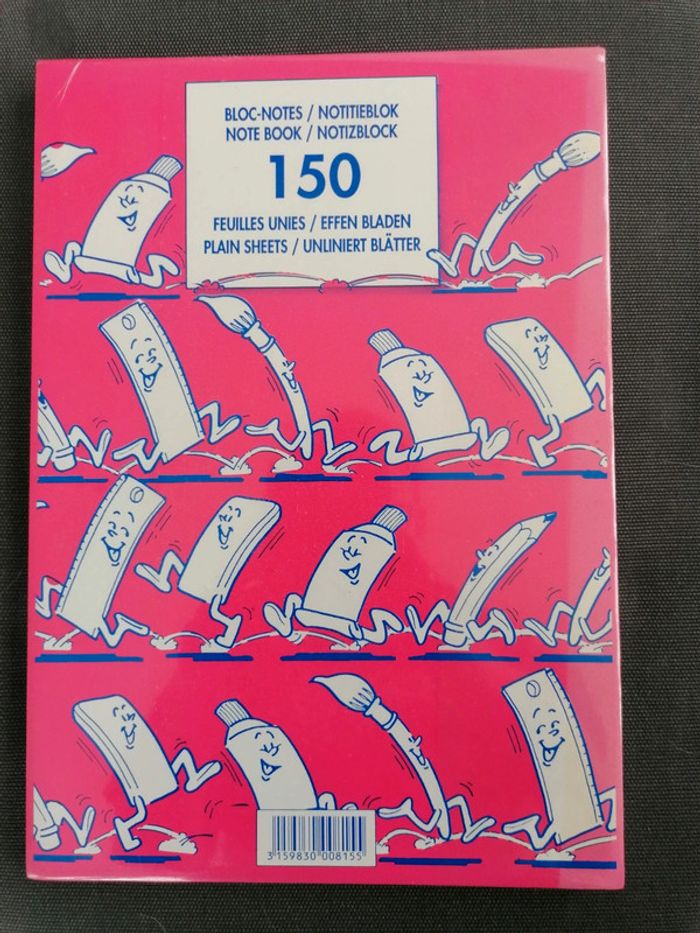 BLOC-NOTES / NOTITIEBLOK
NOTE BOOK / NOTIZBLOCK
150
FEUILLES UNIES / EFFEN BLADEN
PLAIN SHEETS / UNLINIERT BLÄTTER
3 159830 008155